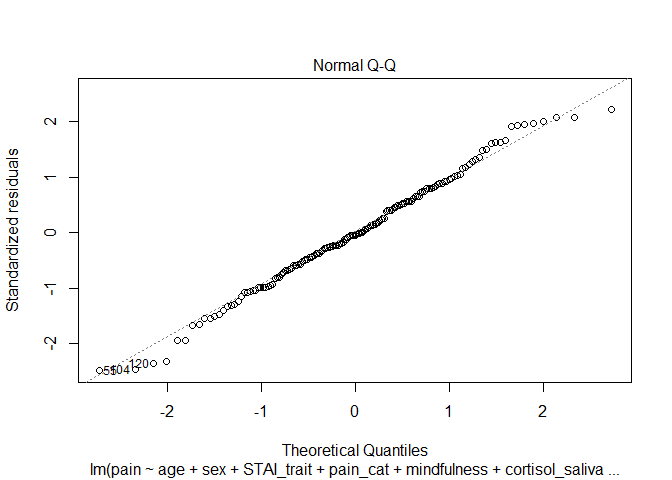 Normal Q-Q
Standardized residuals
2
1
0
-1
-2
120
104
-2 -1 0 1 2
Theoretical Quantiles
lm(pain ~ age + sex + STAI_trait + pain_cat + mindfulness + cortisol_saliva ...